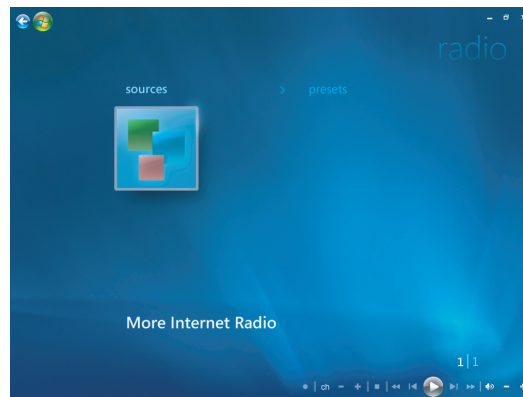 radio
sources > presets
More Internet Radio
1|1
ch - +